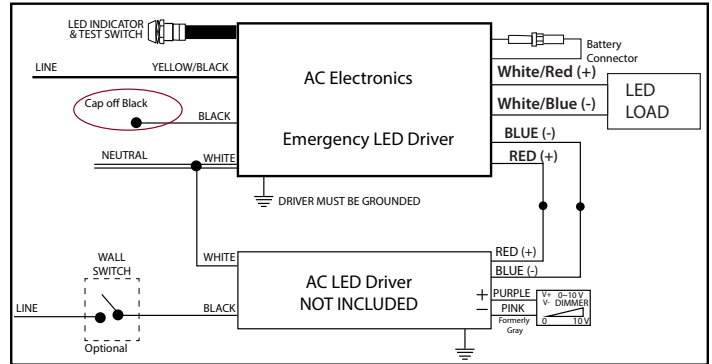 LED INDICATOR
& TEST SWITCH
LINE
YELLOW/BLACK
Cap off Black
BLACK
NEUTRAL
WHITE
AC Electronics
Emergency LED Driver
DRIVER MUST BE GROUNDED
Battery
Connector
White/Red (+)
White/Blue (-)
LED
LOAD
BLUE (-)
RED (+)
WHITE
WALL
SWITCH
LINE
BLACK
Optional
AC LED Driver
NOT INCLUDED
RED (+)
BLUE (-)
+ PURPLE
– PINK
Formerly
Gray
V+ 0–10 V
V- DIMMER
0 10 V